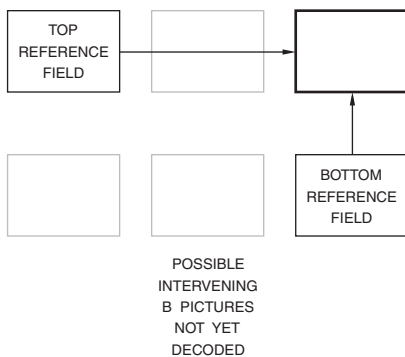 TOP
REFERENCE
FIELD
BOTTOM
REFERENCE
FIELD
POSSIBLE
INTERVENING
B PICTURES
NOT YET
DECODED